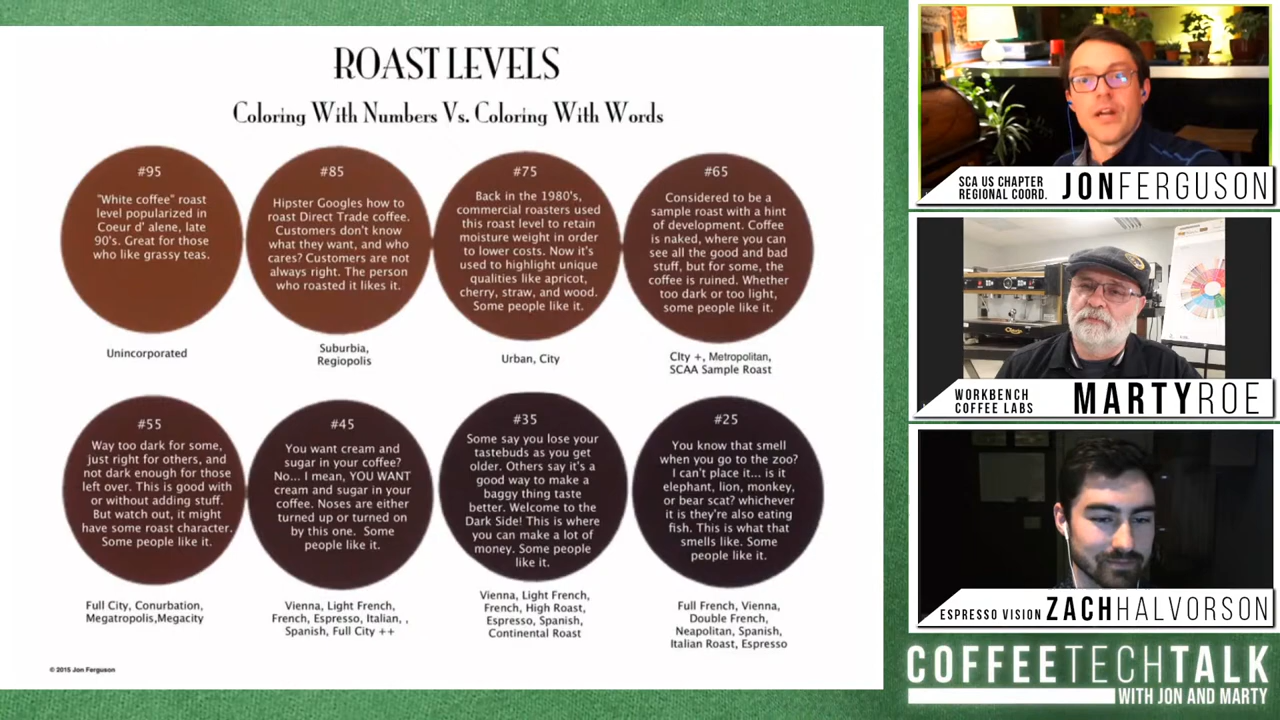 ROAST LEVELS
Coloring With Numbers Vs. Coloring With Words
#95
"White coffee" roast
level popularized in
Coeur d' alene, late
90's. Great for those
who like grassy teas.
Unincorporated
#85
Hipster Googles how to
roast Direct Trade coffee.
Customers don't know
what they want, and who
cares? Customers are not
always right. The person
who roasted it likes it.
Suburbia,
Regiopolis
#75
Back in the 1980's,
commercial roasters used
this roast level to retain
moisture weight in order
to lower costs. Now it's
used to highlight unique
qualities like apricot,
cherry, straw, and wood.
Some people like it.
Urban, City
#65
Considered to be a
sample roast with a hint
of development. Coffee
is naked, where you can
see all the good and bad
stuff, but for some, the
coffee is ruined. Whether
too dark or too light,
some people like it.
CIty +, Metropolitan,
SCAA Sample Roast
#55
Way too dark for some,
just right for others, and
not dark enough for those
left over. This is good with
or without adding stuff.
But watch out, it might
have some roast character.
Some people like it.
Full City, Conurbation,
Megatropolis,Megacity
#45
You want cream and
sugar in your coffee?
No... I mean, YOU WANT
cream and sugar in your
coffee. Noses are either
turned up or turned on
by this one. Some
people like it.
Vienna, Light French,
French, Espresso, Italian, ,
Spanish, Full City ++
#35
Some say you lose your
tastebuds as you get
older. Others say it's a
good way to make a
baggy thing taste
better. Welcome to the
Dark Side! This is where
you can make a lot of
money. Some people
like it.
Vienna, Light French,
French, High Roast,
Espresso, Spanish,
Continental Roast
#25
You know that smell
when you go to the zoo?
I can't place it... is it
elephant, lion, monkey,
or bear scat? whichever
it is they're also eating
fish. This is what that
smells like. Some
people like it.
Full French, Vienna,
Double French,
Neapolitan, Spanish,
Italian Roast, Espresso
© 2015 Jon Ferguson
SCA US CHAPTER
REGIONAL COORD.
JONFERGUSON
WORKBENCH
COFFEE LABS
MARTYROE
ESPRESSO VISION ZACHHALVORSON
COFFEETECHTALK
WITH JON AND MARTY